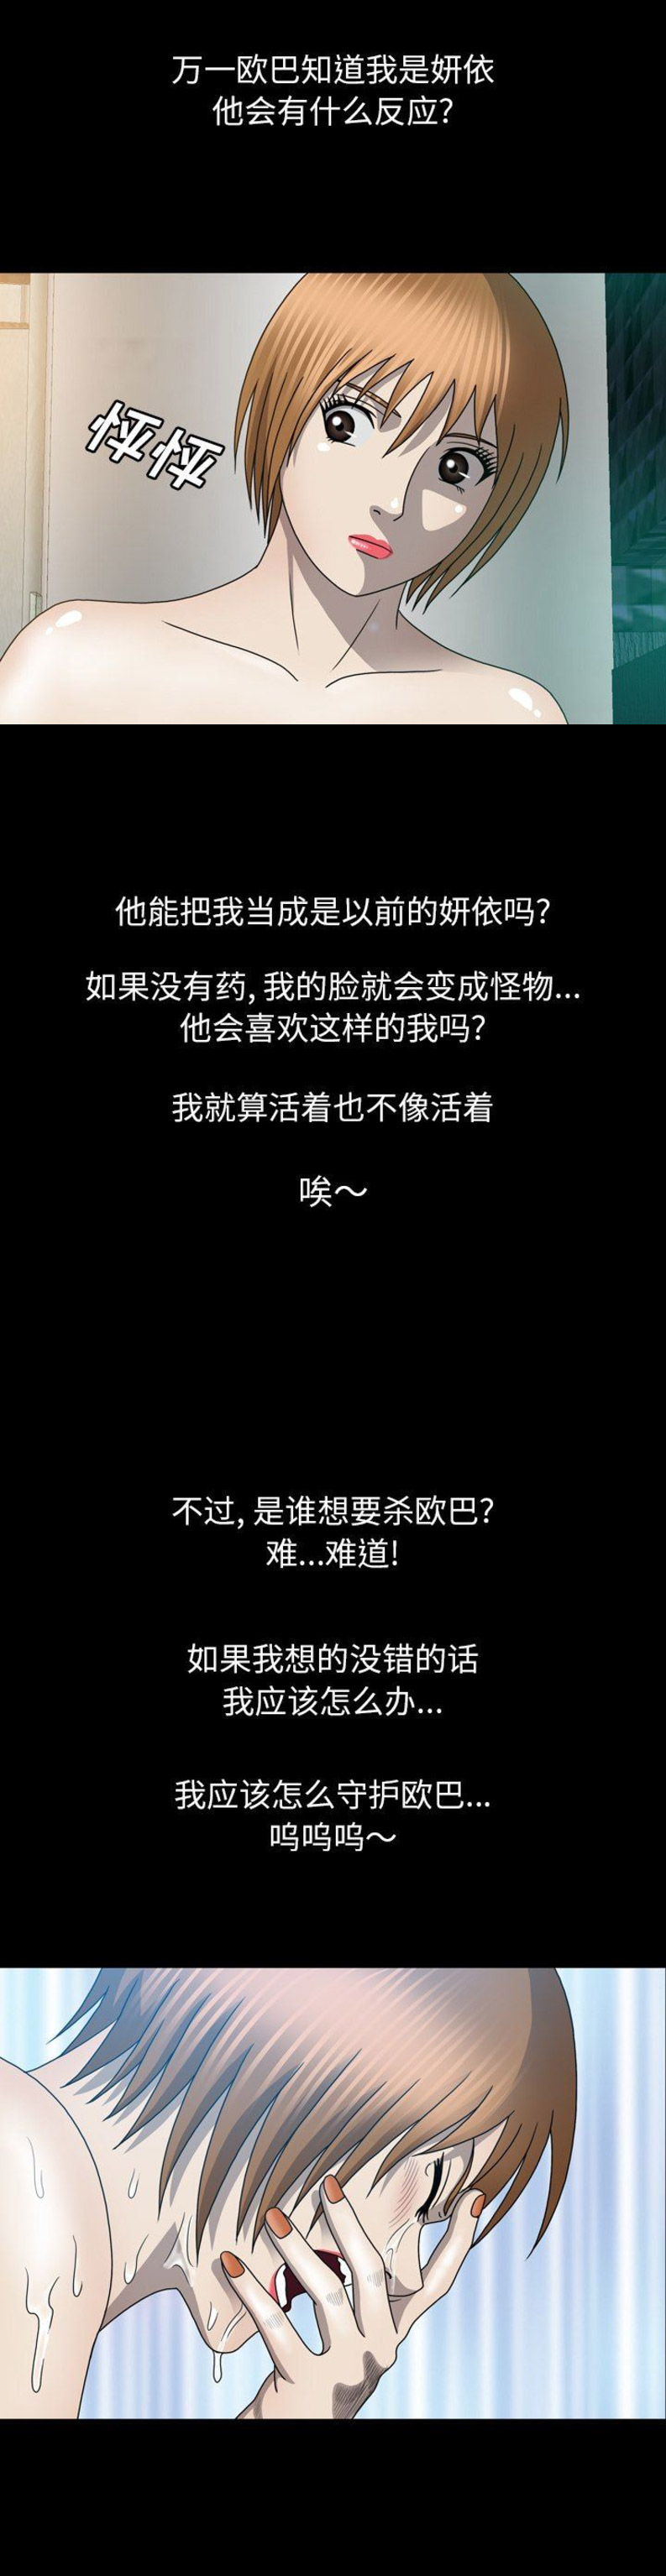 万一欧巴知道我是妍依
他会有什么反应?
怔怔
他能把我当成是以前的妍依吗?
如果没有药, 我的脸就会变成怪物...
他会喜欢这样的我吗?
我就算活着也不像活着
唉～
不过, 是谁想要杀欧巴?
难...难道!
如果我想的没错的话
我应该怎么办...
我应该怎么守护欧巴...
呜呜呜～